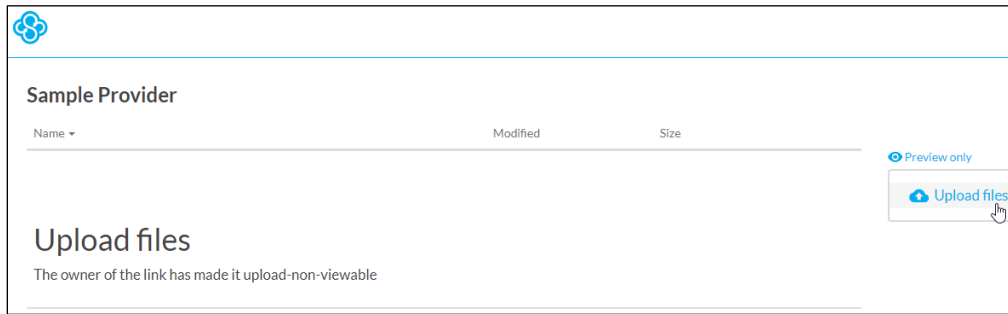 Sample Provider
Name Modified Size
Preview only
Upload files
Upload files
The owner of the link has made it upload-non-viewable